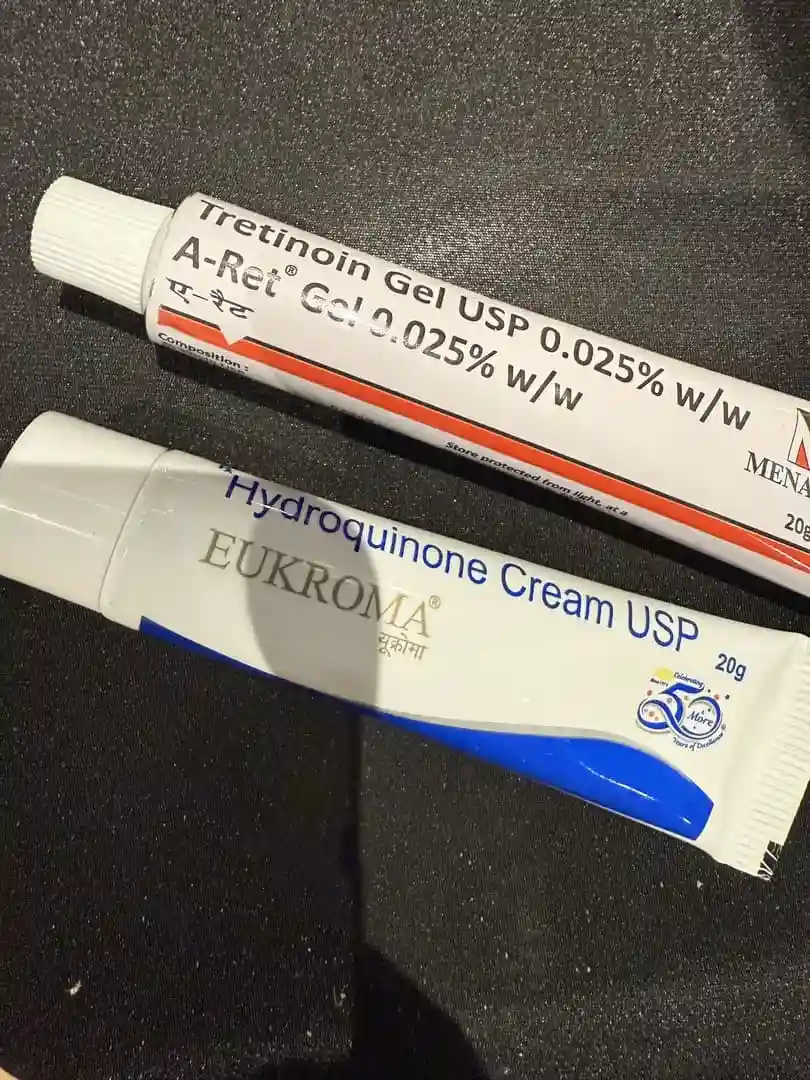 Tretinoin Gel USP 0.025% w/w
A-Ret® Gel 0.025% w/w
ए-रैट
Composition :
Store protected from light, at a
MENA
20g
Hydroquinone Cream USP
EUKROMA®
यूक्रोमा
20g
Celebrating
50
& More
Years of Excellence